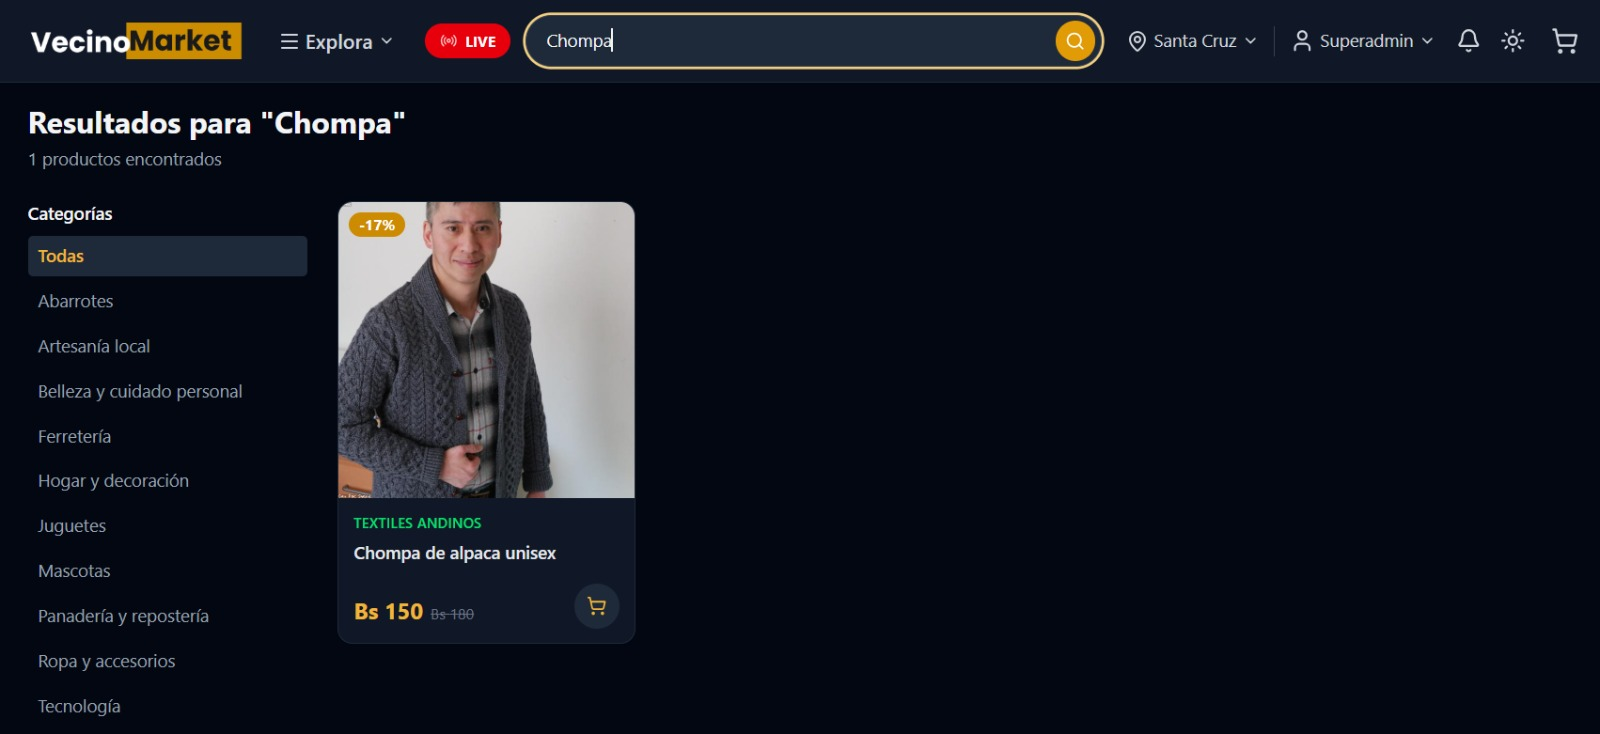 VecinoMarket
Explora
LIVE
Chompa
Santa Cruz
Superadmin
Resultados para "Chompa"
1 productos encontrados
Categorías
Todas
Abarrotes
Artesanía local
Belleza y cuidado personal
Ferretería
Hogar y decoración
Juguetes
Mascotas
Panadería y repostería
Ropa y accesorios
Tecnología
-17%
TEXTILES ANDINOS
Chompa de alpaca unisex
Bs 150 Bs 180